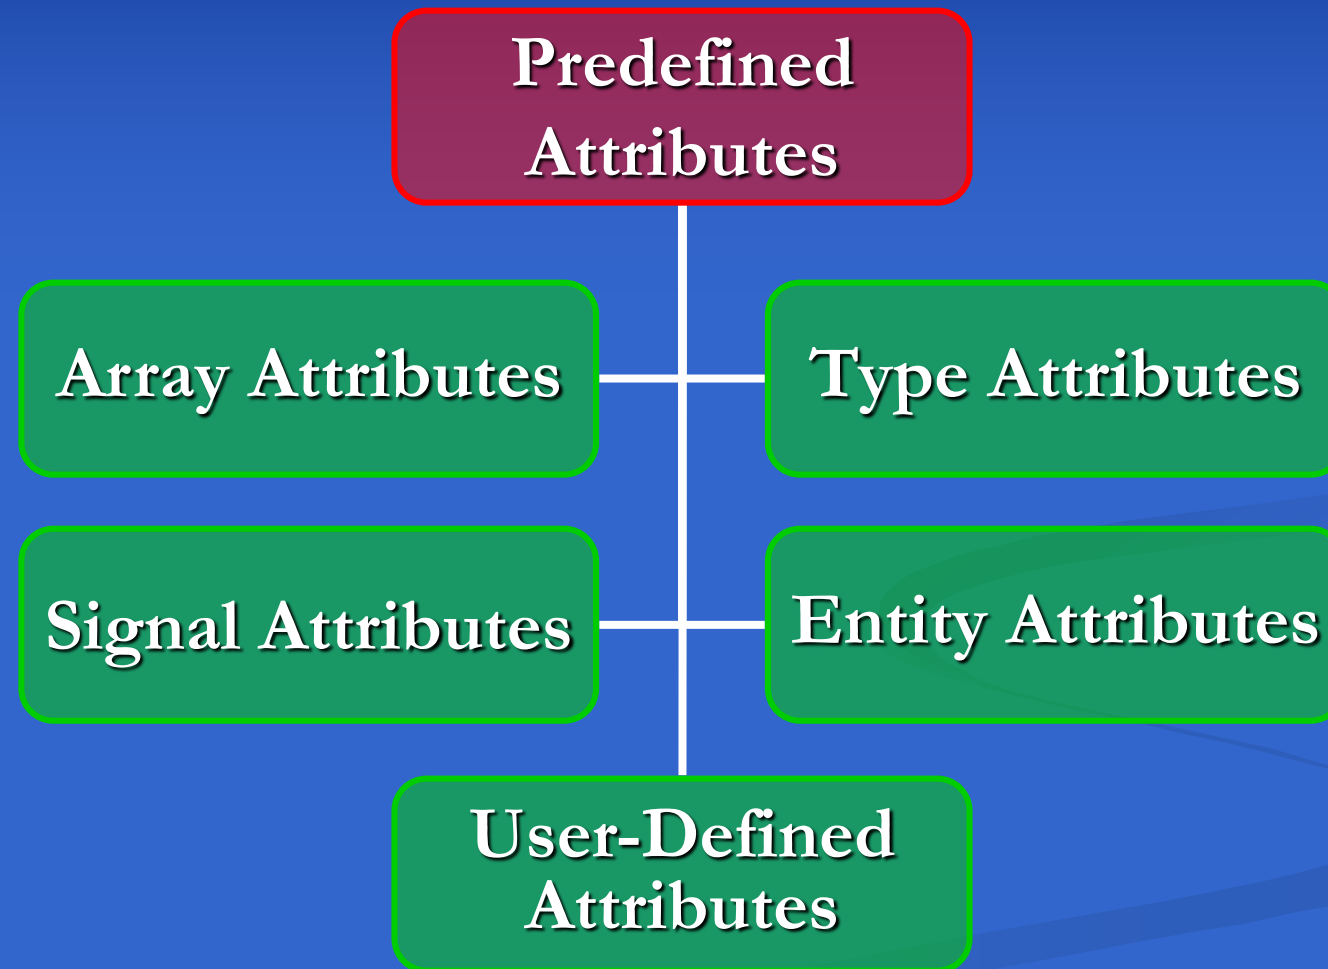 Predefined
Attributes
Array Attributes
Type Attributes
Signal Attributes
Entity Attributes
User-Defined
Attributes